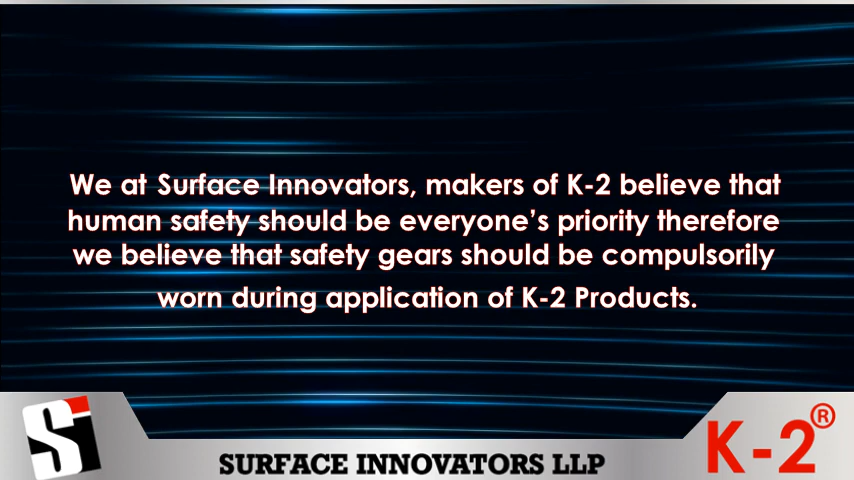 We at Surface Innovators, makers of K-2 believe that
human safety should be everyone’s priority therefore
we believe that safety gears should be compulsorily
worn during application of K-2 Products.
Si
SURFACE INNOVATORS LLP
K-2®